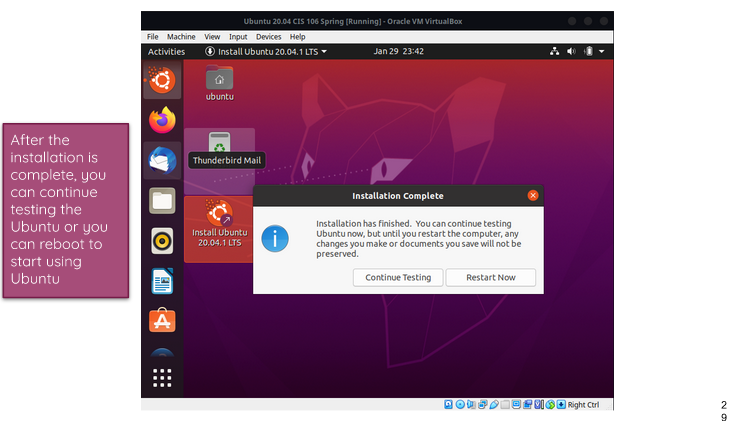 Ubuntu 20.04 CIS 106 Spring [Running] - Oracle VM VirtualBox
File Machine View Input Devices Help
Activities Install Ubuntu 20.04.1 LTS Jan 29 23:42
ubuntu
After the
installation is
complete, you
can continue
testing the
Ubuntu or you
can reboot to
start using
Ubuntu
Thunderbird Mail
Install Ubuntu
20.04.1 LTS
Installation Complete
Installation has finished. You can continue testing
Ubuntu now, but until you restart the computer, any
changes you make or documents you save will not be
preserved.
Continue Testing Restart Now
Right Ctrl
2
9